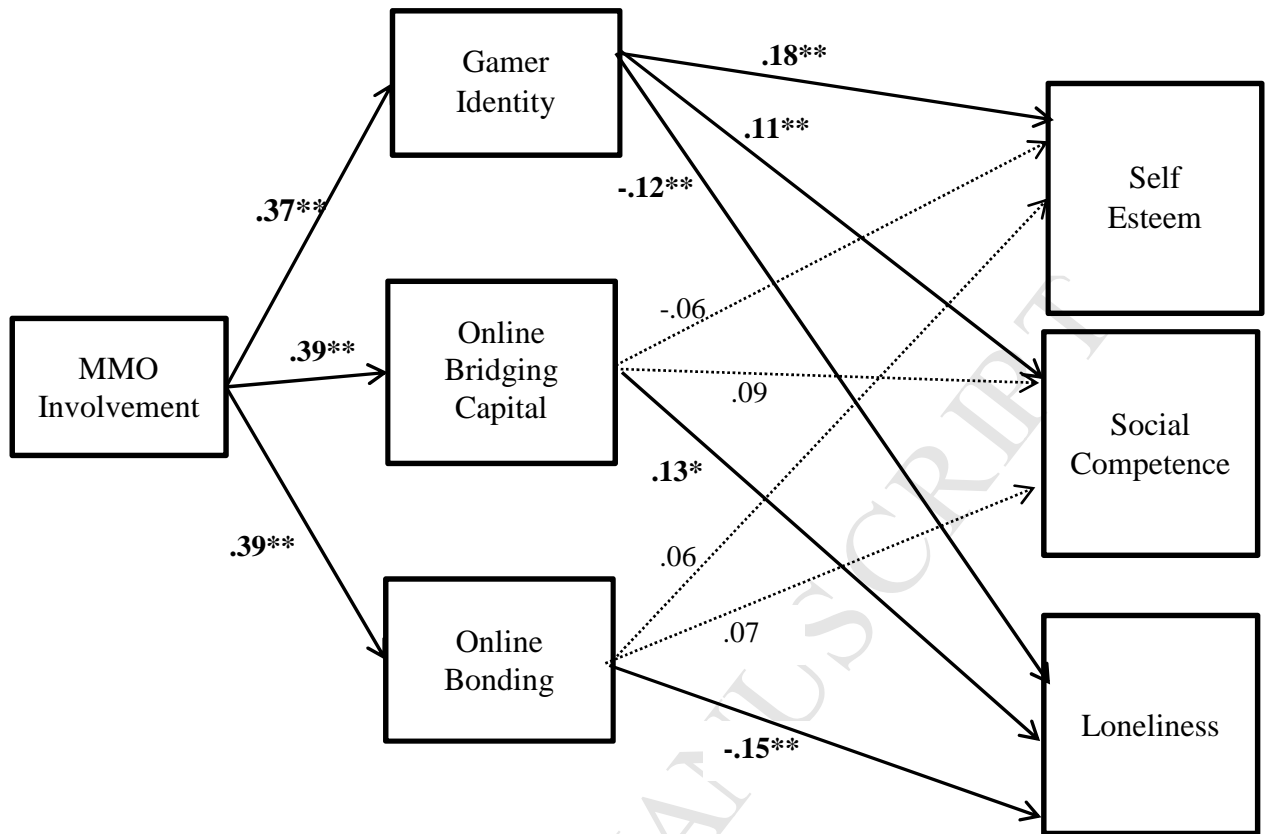 Gamer
Identity
.18**
.11**
-.12**
Self
Esteem
.37**
Online
Bridging
Capital
-.06
MMO
Involvement
.39**
.09
Social
Competence
.13*
.39**
.06
Online
Bonding
.07
Loneliness
-.15**
ANUSCRIPT